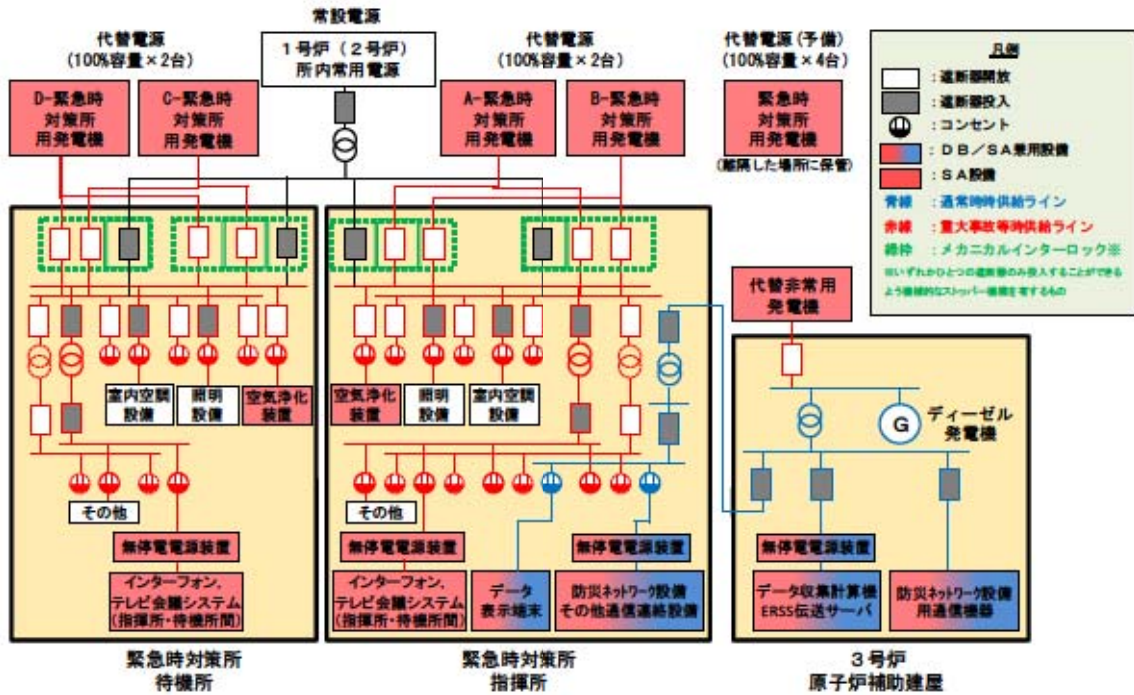 常設電源
代替電源
(100%容量×2台)
1号炉(2号炉)
所内常用電源
代替電源
(100%容量×2台)
代替電源(予備)
(100%容量×4台)
D-緊急時
対策所
用発電機
C-緊急時
対策所
用発電機
A-緊急時
対策所
用発電機
B-緊急時
対策所
用発電機
緊急時
対策所
用発電機
(離隔した場所に保管)
凡例
:遮断器開放
:遮断器投入
:コンセント
:DB/SA兼用設備
:SA設備
青線 :通常時時供給ライン
赤線 :重大事故等時供給ライン
緑枠 :メカニカルインターロック※
※いずれかひとつの遮断器のみ投入することができる
よう機械的なストッパー機構を有するもの
代替非常用
発電機
室内空調
設備
照明
設備
空気浄化
装置
空気浄化
装置
照明
設備
室内空調
設備
G
ディーゼル
発電機
その他
その他
無停電電源装置
無停電電源装置
無停電電源装置
無停電電源装置
インターフォン,
テレビ会議システム
(指揮所・待機所間)
インターフォン,
テレビ会議システム
(指揮所・待機所間)
データ
表示端末
防災ネットワーク設備
その他通信連絡設備
データ収集計算機
ERSS伝送サーバ
防災ネットワーク設備
用通信機器
緊急時対策所
待機所
緊急時対策所
指揮所
3号炉
原子炉補助建屋